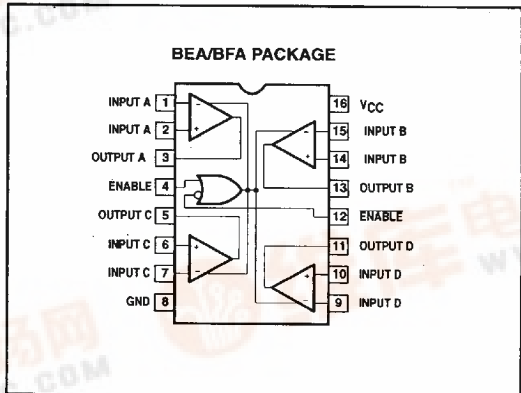 BEA/BFA PACKAGE
INPUT A 1
INPUT A 2
OUTPUT A 3
ENABLE 4
OUTPUT C 5
INPUT C 6
INPUT C 7
GND 8
16 VCC
15 INPUT B
14 INPUT B
13 OUTPUT B
12 ENABLE
11 OUTPUT D
10 INPUT D
9 INPUT D